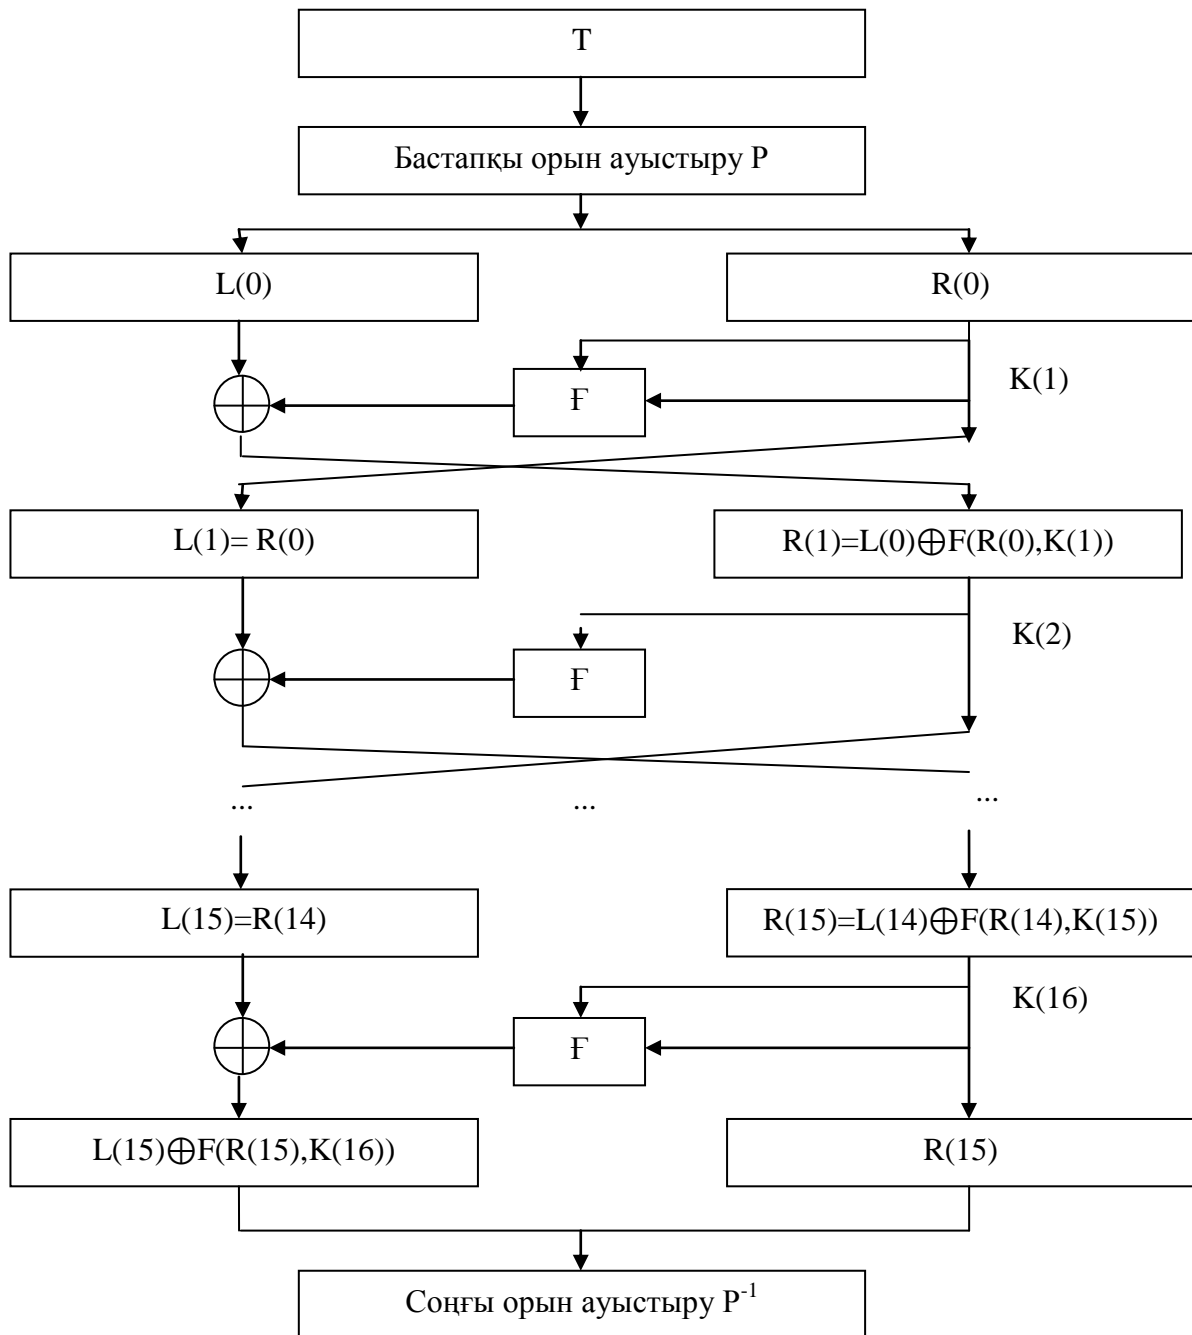 T
Бастапқы орын ауыстыру P
L(0)
R(0)
K(1)
Ғ
L(1)= R(0)
R(1)=L(0)⊕F(R(0),K(1))
K(2)
Ғ
...
...
...
L(15)=R(14)
R(15)=L(14)⊕F(R(14),K(15))
K(16)
Ғ
L(15)⊕F(R(15),K(16))
R(15)
Соңғы орын ауыстыру P⁻¹